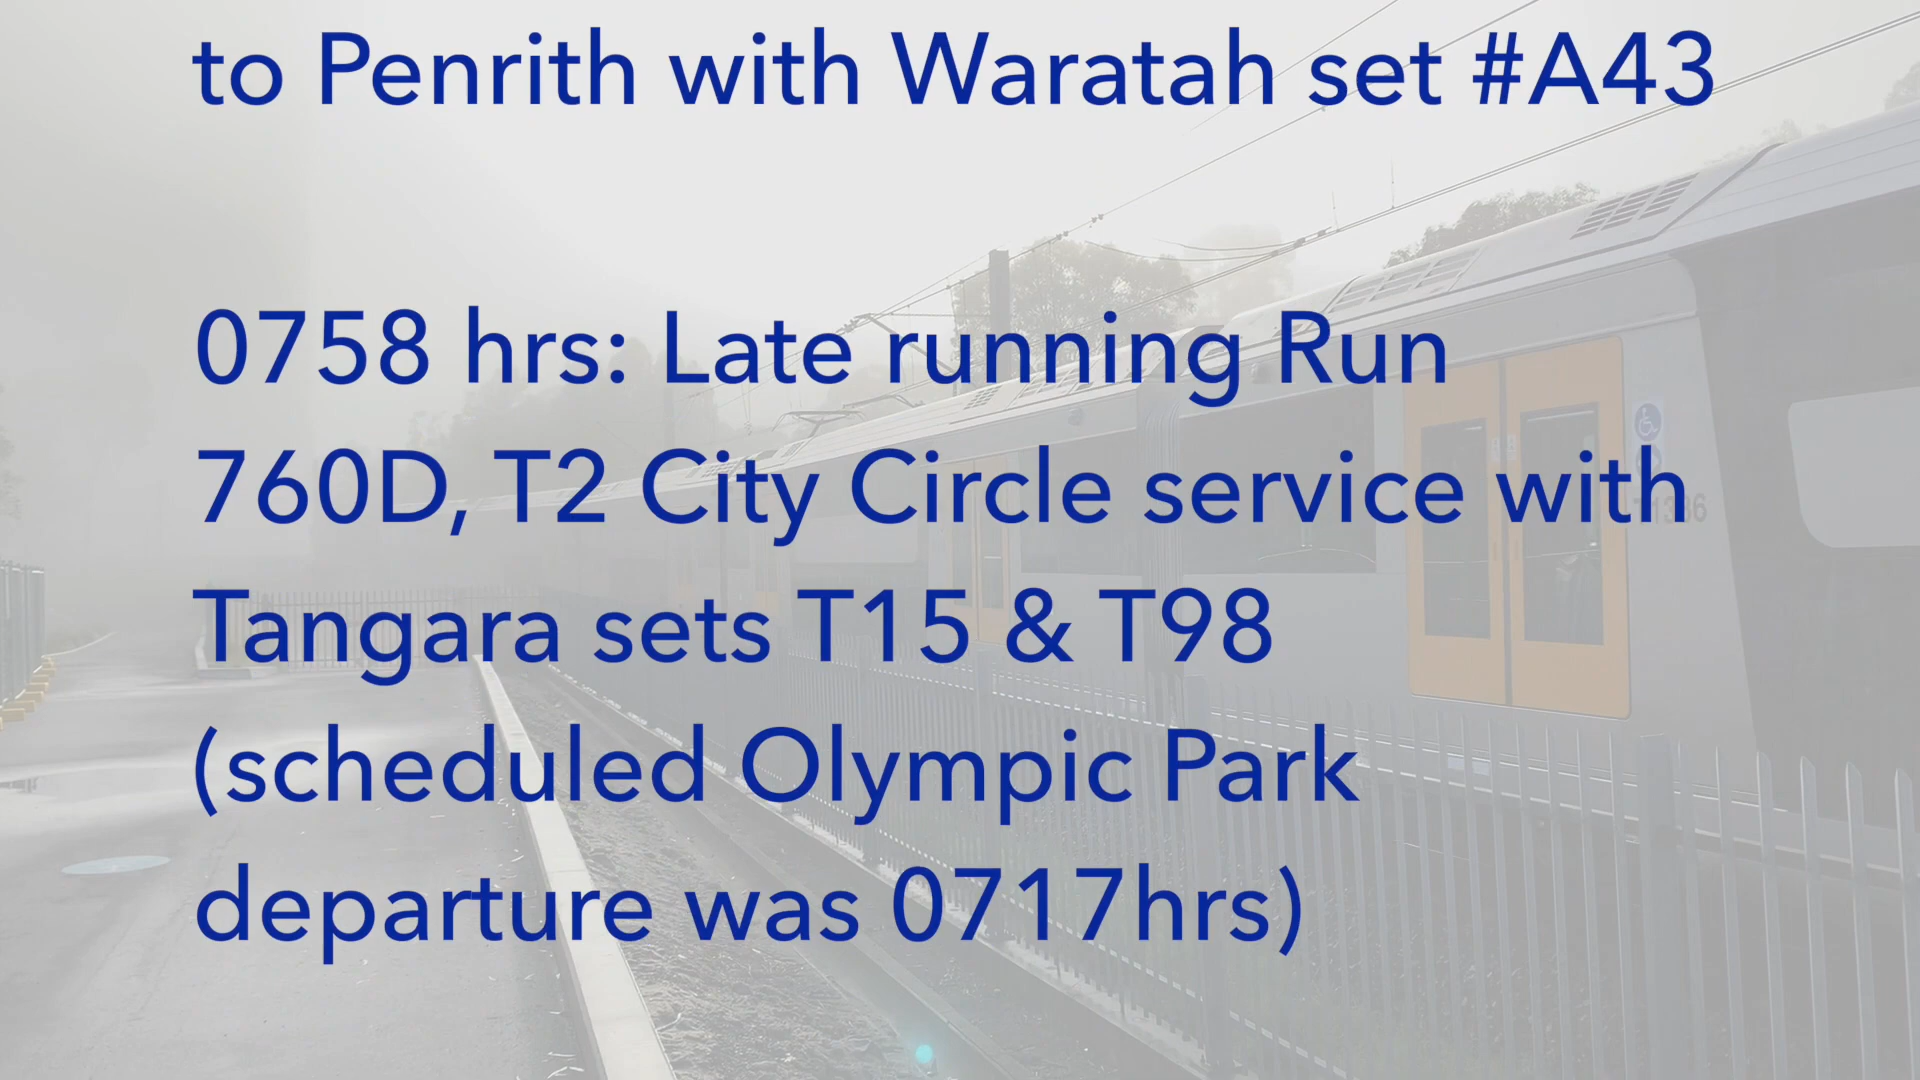 to Penrith with Waratah set #A43
0758 hrs: Late running Run
760D, T2 City Circle service with
Tangara sets T15 & T98
(scheduled Olympic Park
departure was 0717hrs)